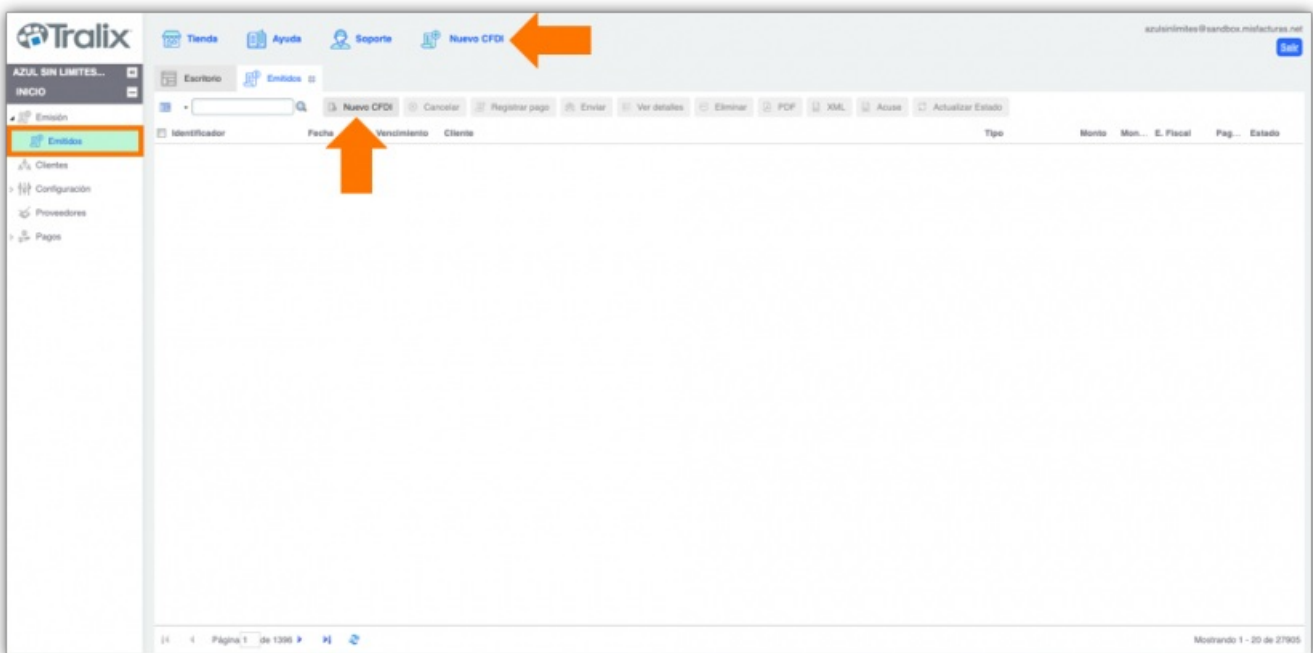 Tralix
Tienda Ayuda Soporte Nuevo CFDI
azulsinlimites@sandbox.misfacturas.net
Salir
AZUL SIN LIMITES...
INICIO
Emisión
Emitidos
Clientes
Configuración
Proveedores
Pagos
Escritorio Emitidos
Nuevo CFDI Cancelar Registrar pago Enviar Ver detalles Eliminar PDF XML Acuse Actualizar Estado
Identificador Fecha Vencimiento Cliente Tipo Monto Mon... E. Fiscal Pag... Estado
Página 1 de 1396
Mostrando 1 - 20 de 27905